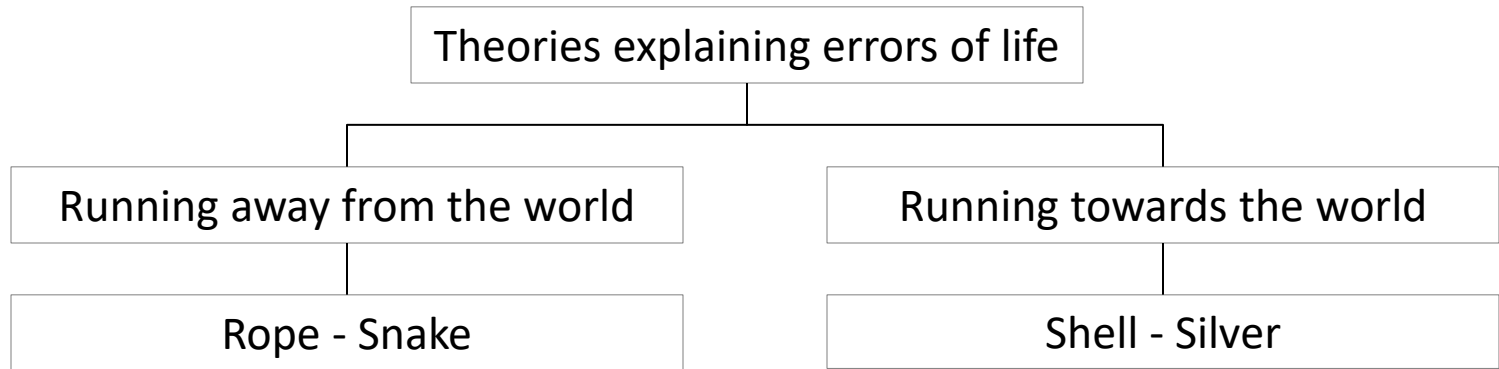 Theories explaining errors of life
Running away from the world
Running towards the world
Rope - Snake
Shell - Silver